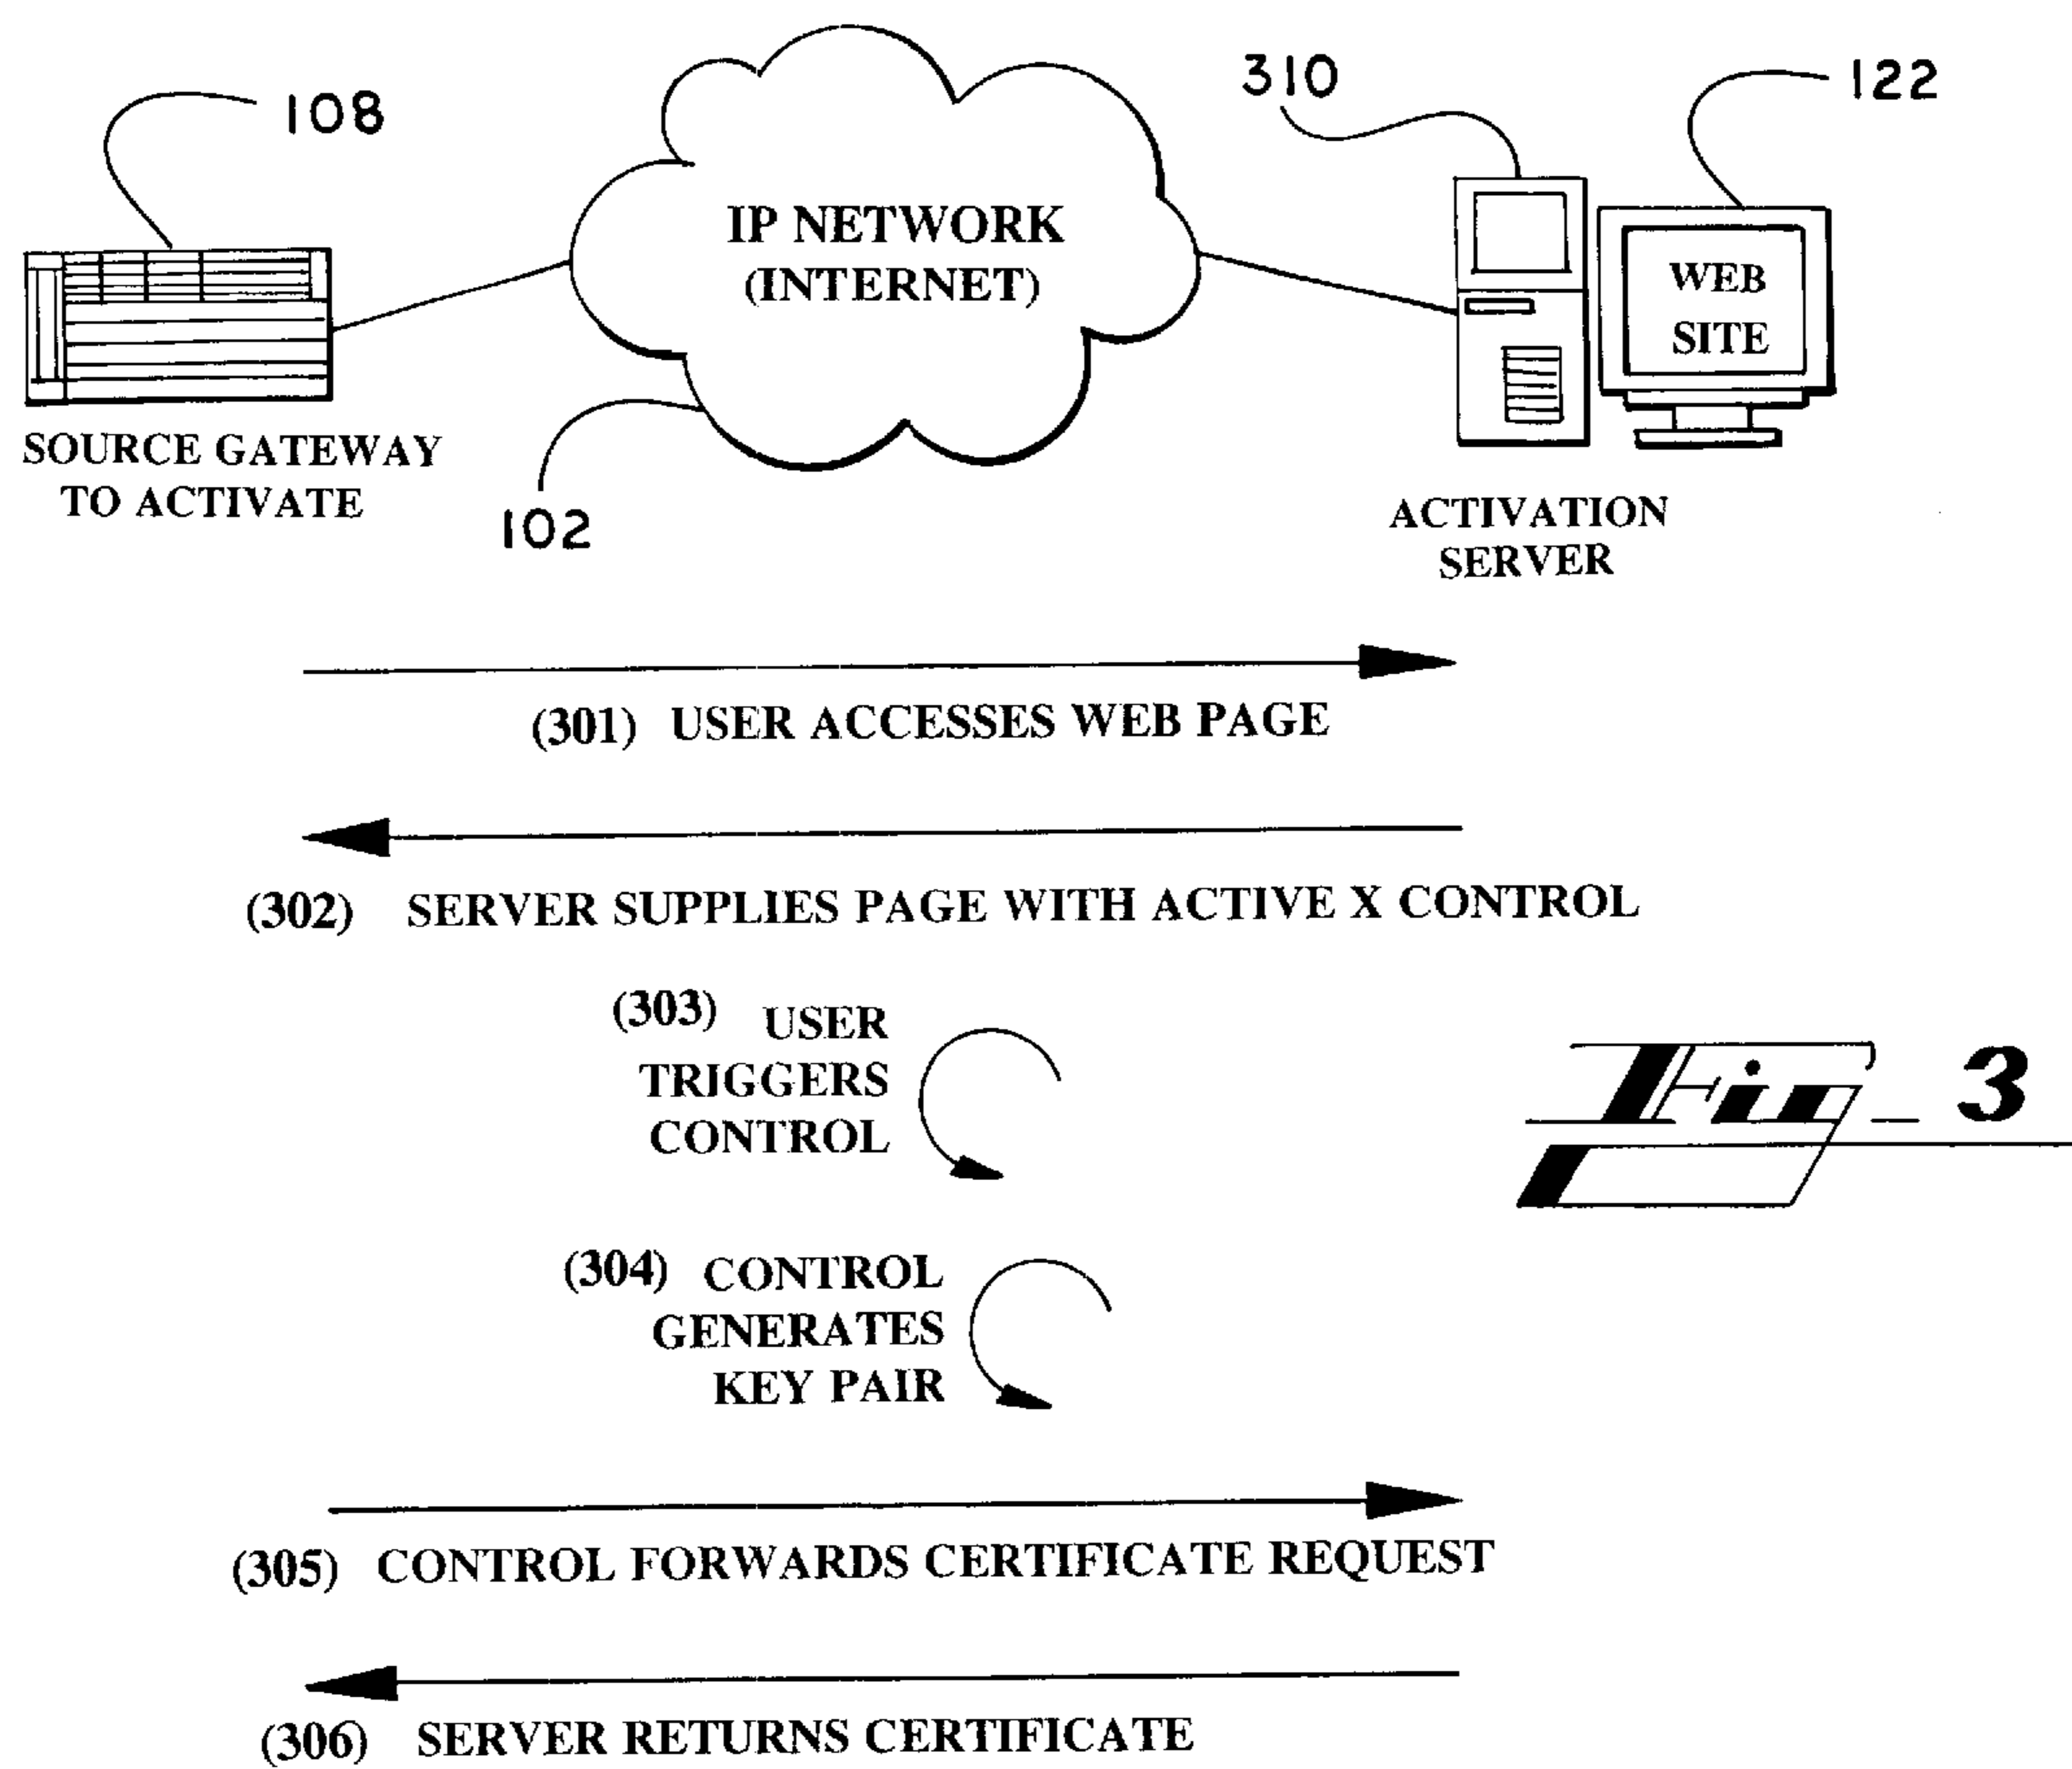 108
310
122
IP NETWORK
(INTERNET)
WEB
SITE
SOURCE GATEWAY
TO ACTIVATE
102
ACTIVATION
SERVER
(301) USER ACCESSES WEB PAGE
(302) SERVER SUPPLIES PAGE WITH ACTIVE X CONTROL
(303) USER
TRIGGERS
CONTROL
Fig_3
(304) CONTROL
GENERATES
KEY PAIR
(305) CONTROL FORWARDS CERTIFICATE REQUEST
(306) SERVER RETURNS CERTIFICATE